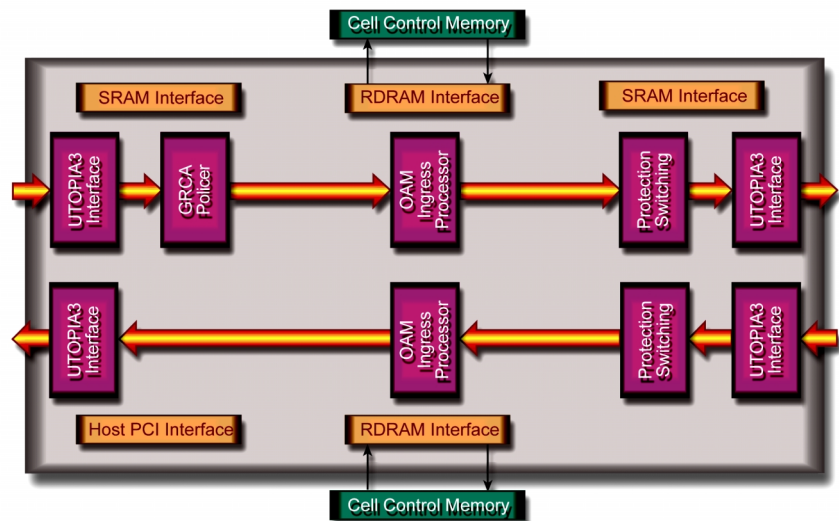 Cell Control Memory
SRAM Interface
RDRAM Interface
SRAM Interface
UTOPIA3
Interface
GRCA
Policer
OAM
Ingress
Processor
Protection
Switching
UTOPIA3
Interface
UTOPIA3
Interface
OAM
Ingress
Processor
Protection
Switching
UTOPIA3
Interface
Host PCI Interface
RDRAM Interface
Cell Control Memory